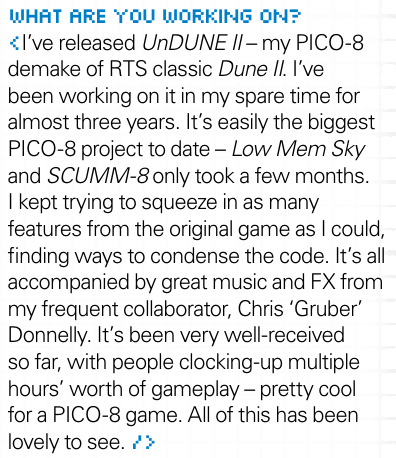 WHAT ARE YOU WORKING ON?
<I've released UnDUNE II – my PICO-8
demake of RTS classic Dune II. I've
been working on it in my spare time for
almost three years. It's easily the biggest
PICO-8 project to date – Low Mem Sky
and SCUMM-8 only took a few months.
I kept trying to squeeze in as many
features from the original game as I could,
finding ways to condense the code. It's all
accompanied by great music and FX from
my frequent collaborator, Chris ‘Gruber’
Donnelly. It's been very well-received
so far, with people clocking-up multiple
hours’ worth of gameplay – pretty cool
for a PICO-8 game. All of this has been
lovely to see. />